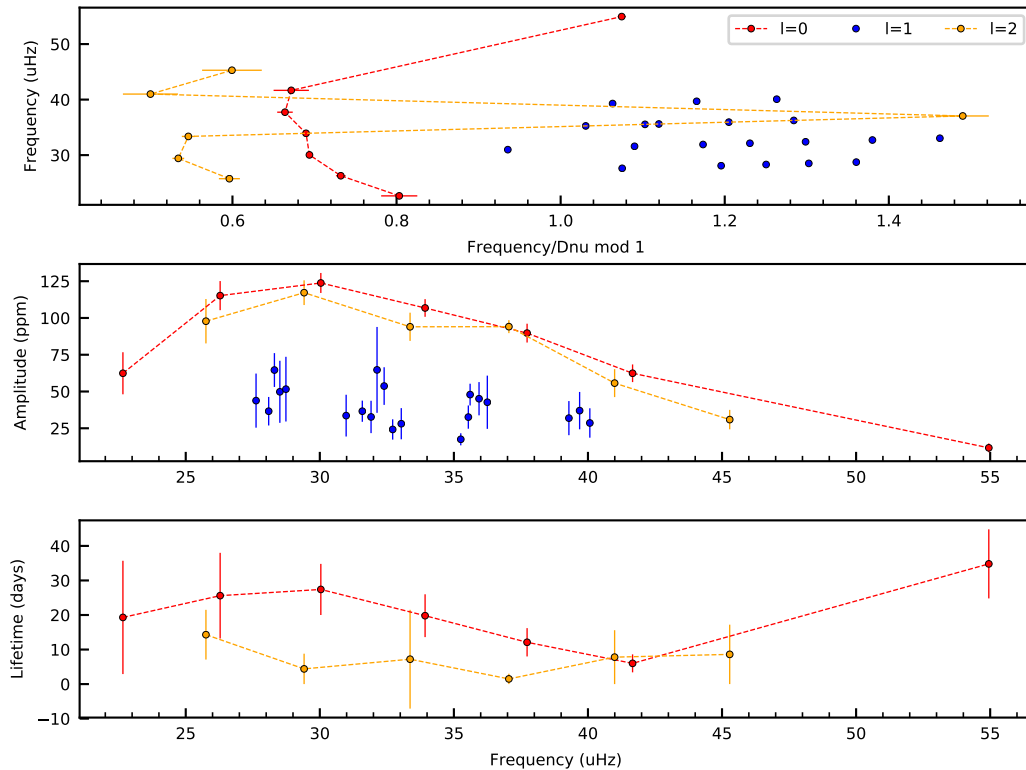 l=0 l=1 l=2
Frequency (uHz)
50
40
30
0.6 0.8 1.0 1.2 1.4
Frequency/Dnu mod 1
Amplitude (ppm)
125
100
75
50
25
25 30 35 40 45 50 55
Lifetime (days)
40
30
20
10
0
−10
25 30 35 40 45 50 55
Frequency (uHz)